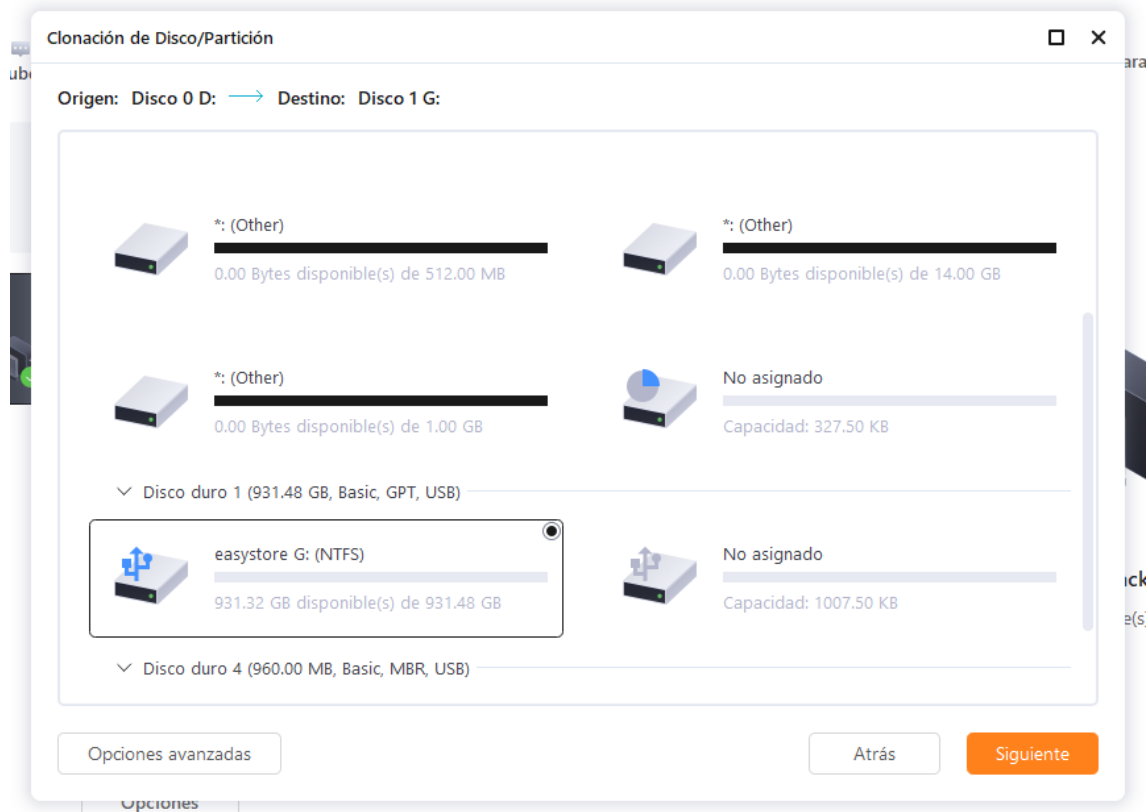 Clonación de Disco/Partición
Origen: Disco 0 D: Destino: Disco 1 G:
*: (Other)
0.00 Bytes disponible(s) de 512.00 MB
*: (Other)
0.00 Bytes disponible(s) de 14.00 GB
*: (Other)
0.00 Bytes disponible(s) de 1.00 GB
No asignado
Capacidad: 327.50 KB
Disco duro 1 (931.48 GB, Basic, GPT, USB)
easystore G: (NTFS)
931.32 GB disponible(s) de 931.48 GB
No asignado
Capacidad: 1007.50 KB
Disco duro 4 (960.00 MB, Basic, MBR, USB)
Opciones avanzadas
Atrás
Siguiente
Opciones